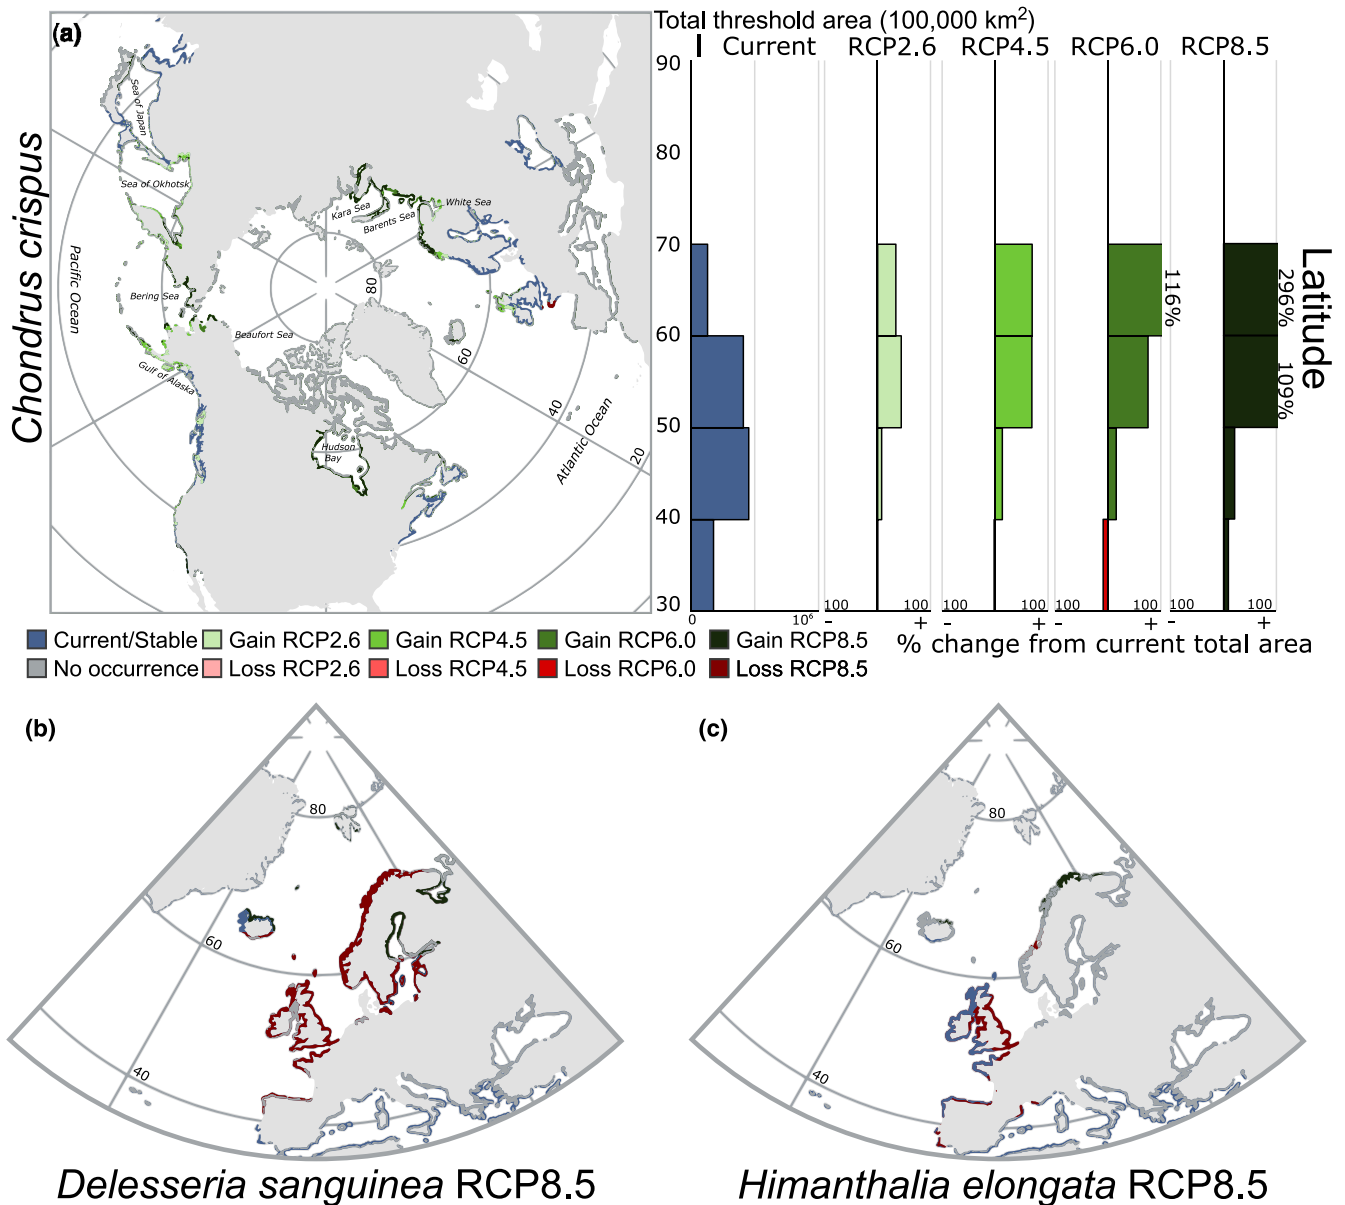 (a)
Chondrus crispus
Sea of Japan
Sea of Okhotsk
Pacific Ocean
Bering Sea
Gulf of Alaska
Beaufort Sea
Kara Sea
Barents Sea
White Sea
Hudson
Bay
Atlantic Ocean
80
60
40
20
Total threshold area (100,000 km²)
Current RCP2.6 RCP4.5 RCP6.0 RCP8.5
90
80
70
60
50
40
30
116%
296%
109%
Latitude
0 10⁶ 100 100 100 100 100 100 100 100
- + - + - + - +
% change from current total area
Current/Stable Gain RCP2.6 Gain RCP4.5 Gain RCP6.0 Gain RCP8.5
No occurrence Loss RCP2.6 Loss RCP4.5 Loss RCP6.0 Loss RCP8.5
(b)
80
60
40
Delesseria sanguinea RCP8.5
(c)
80
60
40
Himanthalia elongata RCP8.5